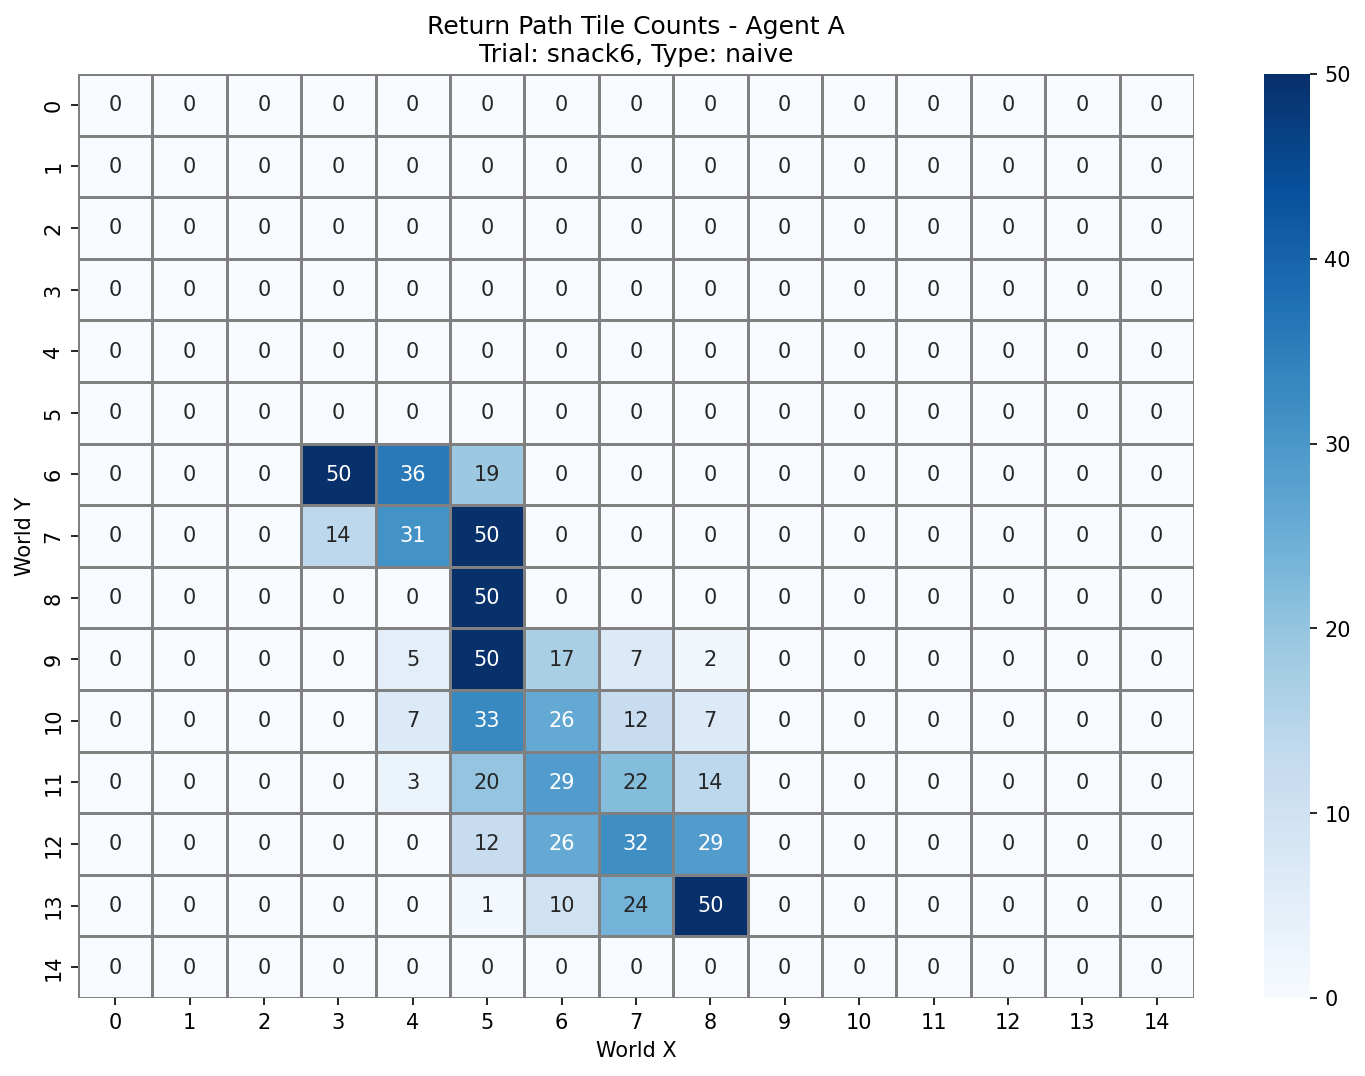 Return Path Tile Counts - Agent A
Trial: snack6, Type: naive
50
0 0 0 0 0 0 0 0 0 0 0 0 0 0 0 0
1 0 0 0 0 0 0 0 0 0 0 0 0 0 0 0
2 0 0 0 0 0 0 0 0 0 0 0 0 0 0 0
40
3 0 0 0 0 0 0 0 0 0 0 0 0 0 0 0
4 0 0 0 0 0 0 0 0 0 0 0 0 0 0 0
5 0 0 0 0 0 0 0 0 0 0 0 0 0 0 0
30
6 0 0 0 50 36 19 0 0 0 0 0 0 0 0 0
World Y
7 0 0 0 14 31 50 0 0 0 0 0 0 0 0 0
8 0 0 0 0 0 50 0 0 0 0 0 0 0 0 0
20
9 0 0 0 0 5 50 17 7 2 0 0 0 0 0 0
10 0 0 0 0 7 33 26 12 7 0 0 0 0 0 0
11 0 0 0 0 3 20 29 22 14 0 0 0 0 0 0
10
12 0 0 0 0 0 12 26 32 29 0 0 0 0 0 0
13 0 0 0 0 0 1 10 24 50 0 0 0 0 0 0
14 0 0 0 0 0 0 0 0 0 0 0 0 0 0 0
0
0 1 2 3 4 5 6 7 8 9 10 11 12 13 14
World X